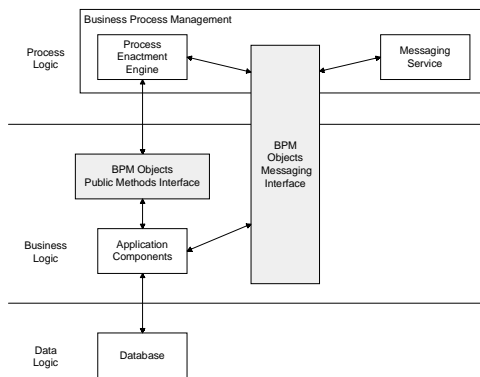 Business Process Management
Process
Logic
Process
Enactment
Engine
Messaging
Service
BPM
Objects
Messaging
Interface
BPM Objects
Public Methods Interface
Business
Logic
Application
Components
Data
Logic
Database